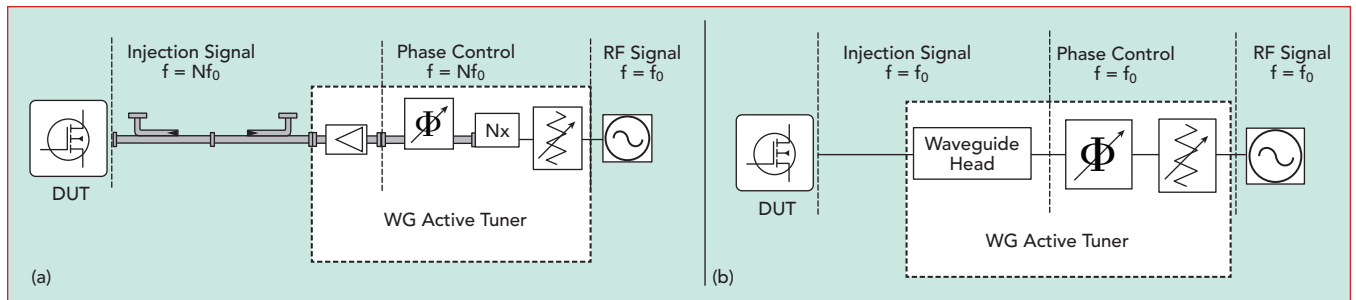 Injection Signal
f = Nf₀
Phase Control
f = Nf₀
RF Signal
f = f₀
Φ
Nx
DUT
WG Active Tuner
(a)
Injection Signal
f = f₀
Phase Control
f = f₀
RF Signal
f = f₀
Waveguide
Head
Φ
DUT
WG Active Tuner
(b)